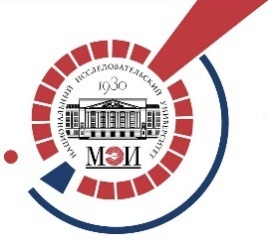 НАЦИОНАЛЬНЫЙ ИССЛЕДОВАТЕЛЬСКИЙ УНИВЕРСИТЕТ
1930
МЭИ